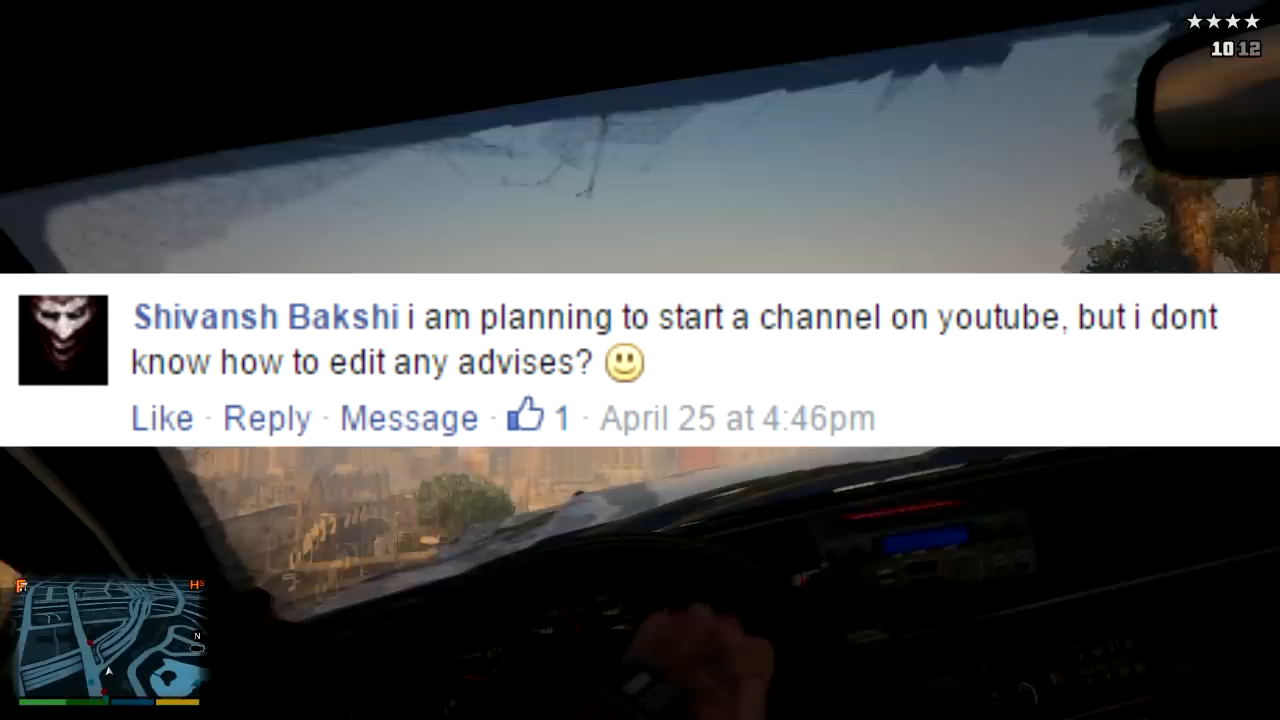 10 12
Shivansh Bakshi i am planning to start a channel on youtube, but i dont
know how to edit any advises?
Like · Reply · Message · 1 · April 25 at 4:46pm
N